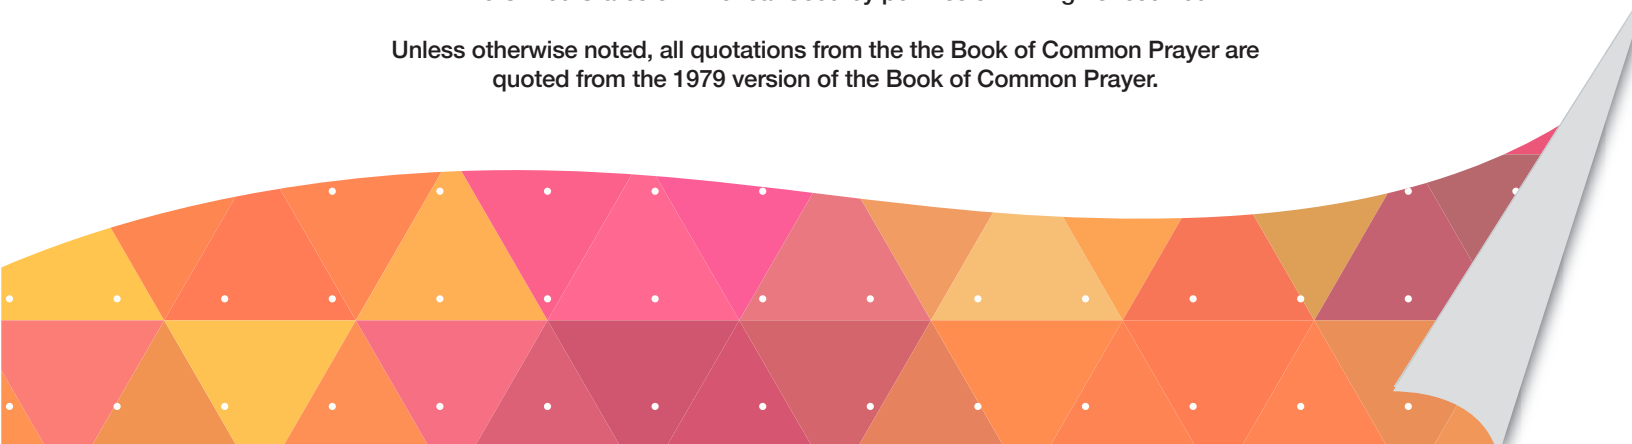 Unless otherwise noted, all quotations from the the Book of Common Prayer are
quoted from the 1979 version of the Book of Common Prayer.